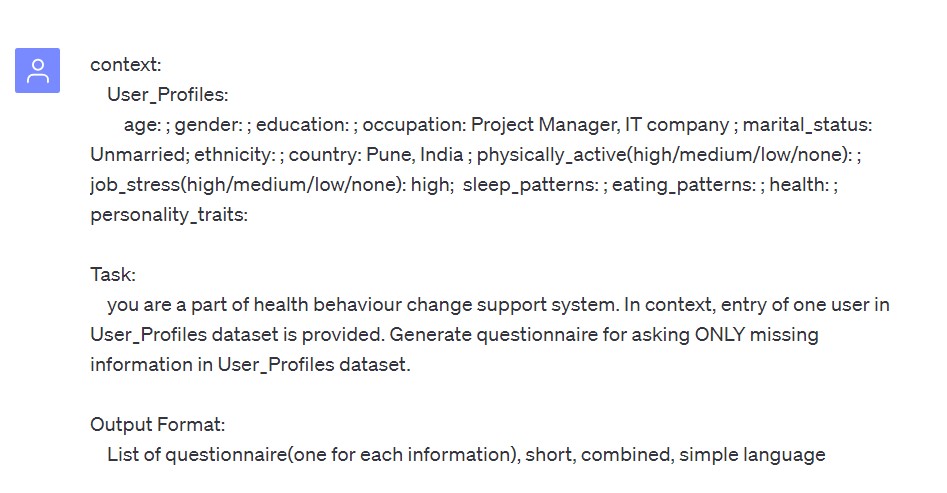 context:
User_Profiles:
age: ; gender: ; education: ; occupation: Project Manager, IT company ; marital_status:
Unmarried; ethnicity: ; country: Pune, India ; physically_active(high/medium/low/none): ;
job_stress(high/medium/low/none): high;  sleep_patterns: ; eating_patterns: ; health: ;
personality_traits:
Task:
you are a part of health behaviour change support system. In context, entry of one user in
User_Profiles dataset is provided. Generate questionnaire for asking ONLY missing
information in User_Profiles dataset.
Output Format:
List of questionnaire(one for each information), short, combined, simple language